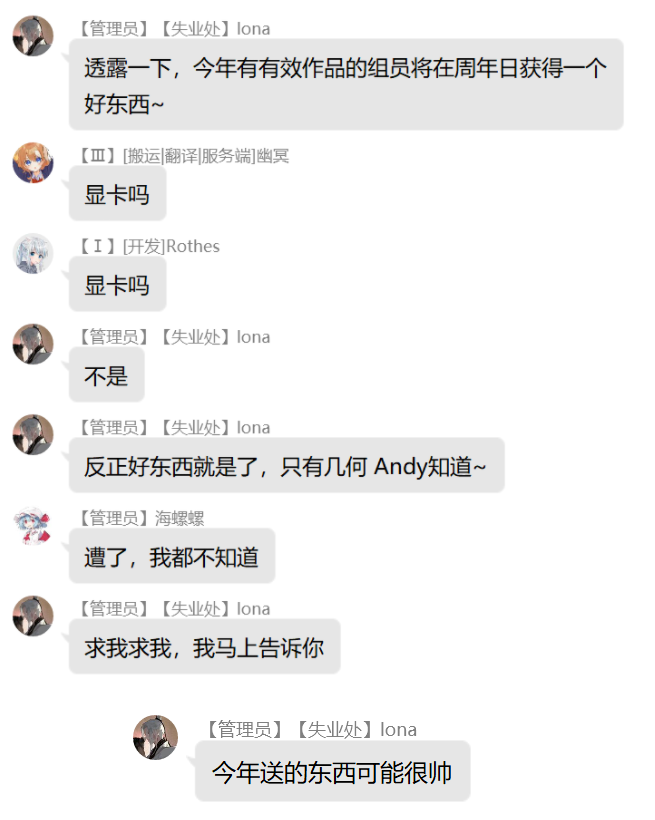 【管理员】【失业处】Iona
透露一下，今年有有效作品的组员将在周年日获得一个
好东西~
【Ⅲ】[搬运|翻译|服务端]幽冥
显卡吗
【Ⅰ】[开发]Rothes
显卡吗
【管理员】【失业处】Iona
不是
【管理员】【失业处】Iona
反正好东西就是了，只有几何 Andy知道~
【管理员】海螺螺
遭了，我都不知道
【管理员】【失业处】Iona
求我求我，我马上告诉你
【管理员】【失业处】Iona
今年送的东西可能很帅